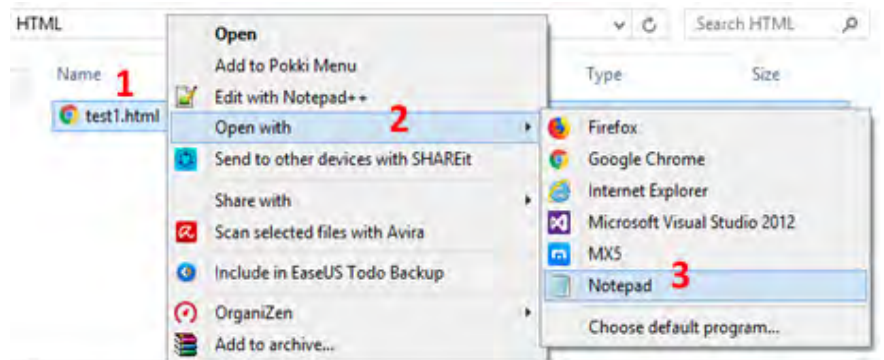 HTML
Search HTML
Name
Type
Size
1
test1.html
Open
Add to Pokki Menu
Edit with Notepad++
Open with
2
Send to other devices with SHAREit
Share with
Scan selected files with Avira
Include in EaseUS Todo Backup
OrganiZen
Add to archive...
Firefox
Google Chrome
Internet Explorer
Microsoft Visual Studio 2012
MX5
Notepad
3
Choose default program...